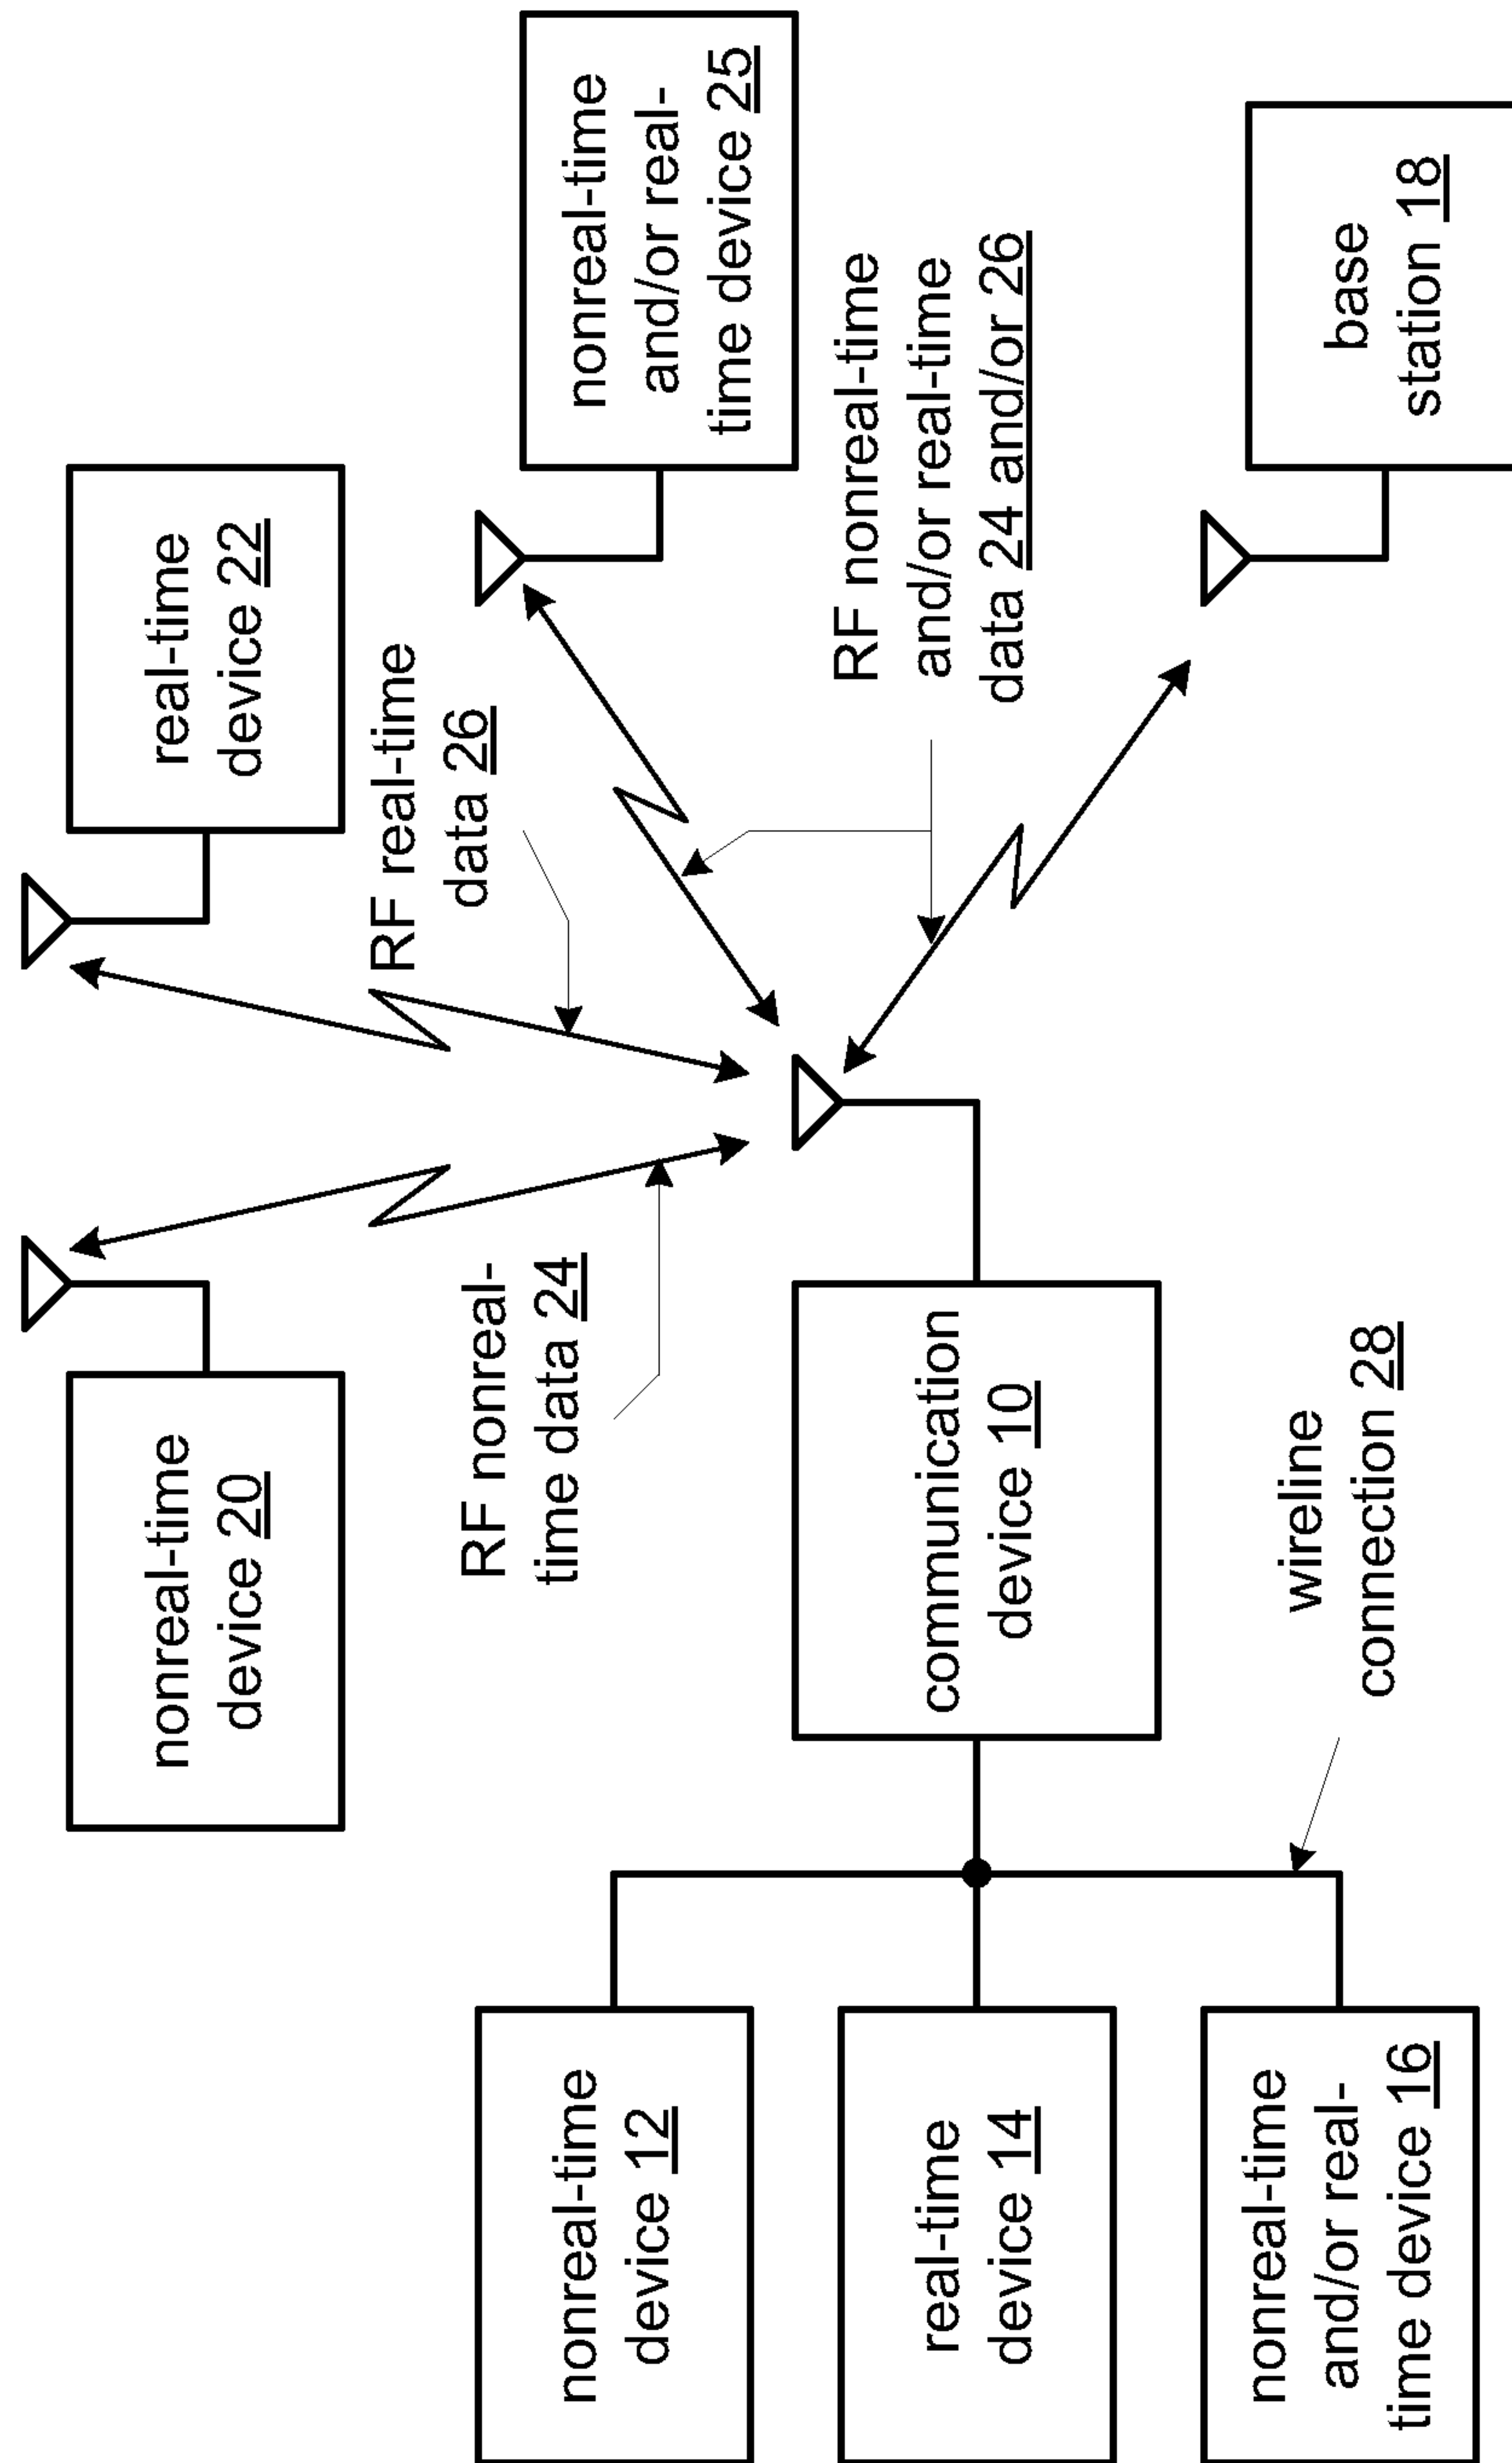 nonreal-time
device 20
real-time
device 22
RF real-time
data 26
nonreal-time
and/or real-
time device 25
RF nonreal-
time data 24
RF nonreal-time
and/or real-time
data 24 and/or 26
nonreal-time
device 12
communication
device 10
real-time
device 14
wireline
connection 28
base
station 18
nonreal-time
and/or real-
time device 16